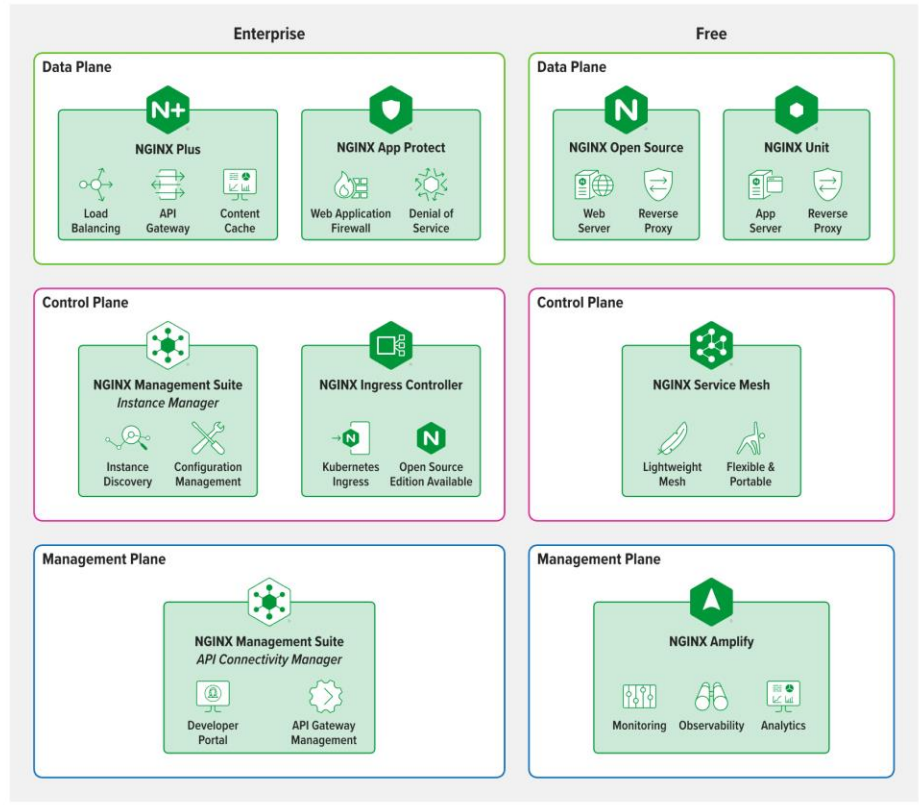 Enterprise
Free
Data Plane
N+
NGINX Plus
Load
Balancing
API
Gateway
Content
Cache
NGINX App Protect
Web Application
Firewall
Denial of
Service
Data Plane
N
NGINX Open Source
Web
Server
Reverse
Proxy
NGINX Unit
App
Server
Reverse
Proxy
Control Plane
NGINX Management Suite
Instance Manager
Instance
Discovery
Configuration
Management
NGINX Ingress Controller
N
Kubernetes
Ingress
N
Open Source
Edition Available
Control Plane
NGINX Service Mesh
Lightweight
Mesh
Flexible &
Portable
Management Plane
NGINX Management Suite
API Connectivity Manager
Developer
Portal
API Gateway
Management
Management Plane
NGINX Amplify
Monitoring
Observability
Analytics